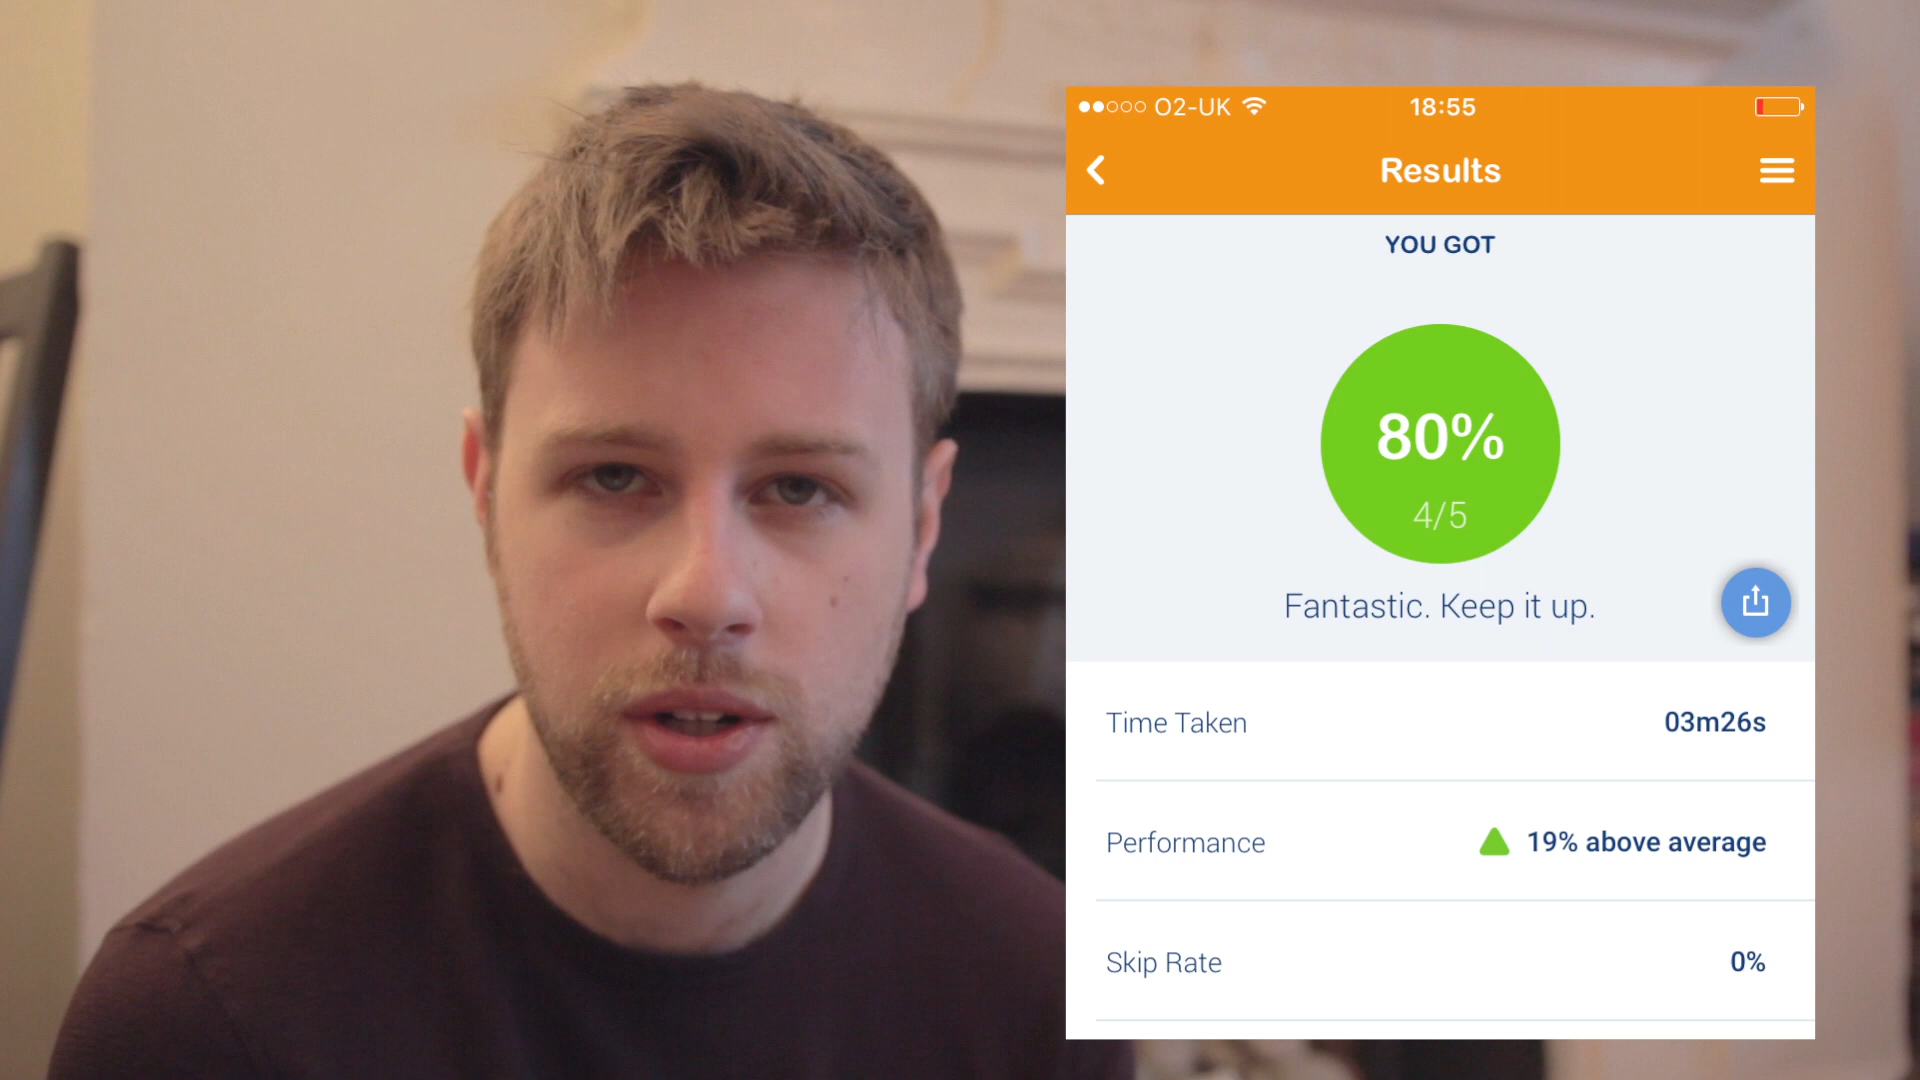 O2-UK 18:55
Results
YOU GOT
80%
4/5
Fantastic. Keep it up.
Time Taken 03m26s
Performance 19% above average
Skip Rate 0%